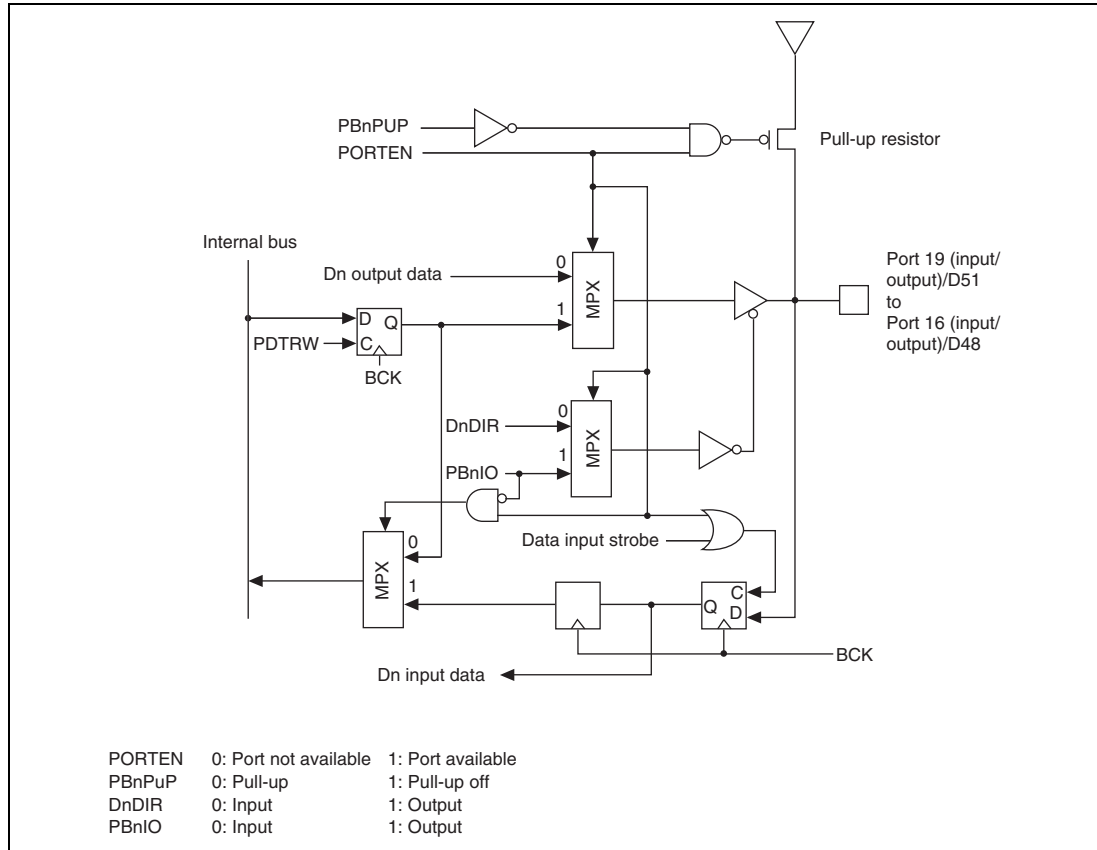 PBnPUP
PORTEN
Pull-up resistor
Internal bus
Dn output data
0
1
MPX
Port 19 (input/
output)/D51
to
Port 16 (input/
output)/D48
D Q
PDTRW
C
BCK
DnDIR
0
MPX
1
PBnIO
Data input strobe
0
MPX
1
C
Q
D
BCK
Dn input data
PORTEN 0: Port not available 1: Port available
PBnPuP 0: Pull-up 1: Pull-up off
DnDIR 0: Input 1: Output
PBnIO 0: Input 1: Output